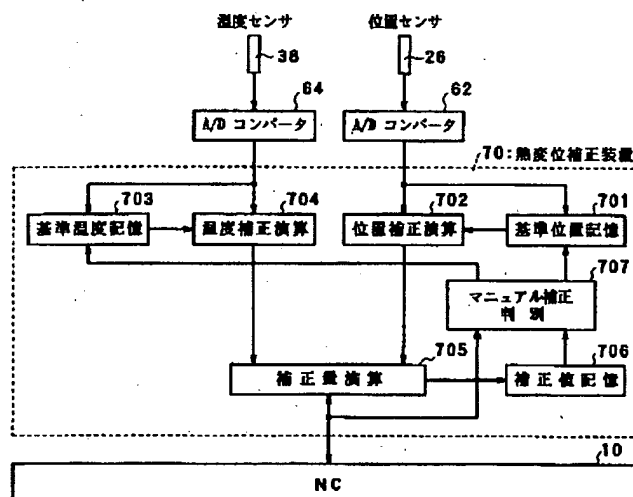 温度センサ
位置センサ
38
26
64
62
A/D コンバータ
A/D コンバータ
70:熱変位補正装置
703
704
702
701
基準温度記憶
温度補正演算
位置補正演算
基準位置記憶
707
マニュアル補正
判別
705
706
補正量演算
補正値記憶
10
NC